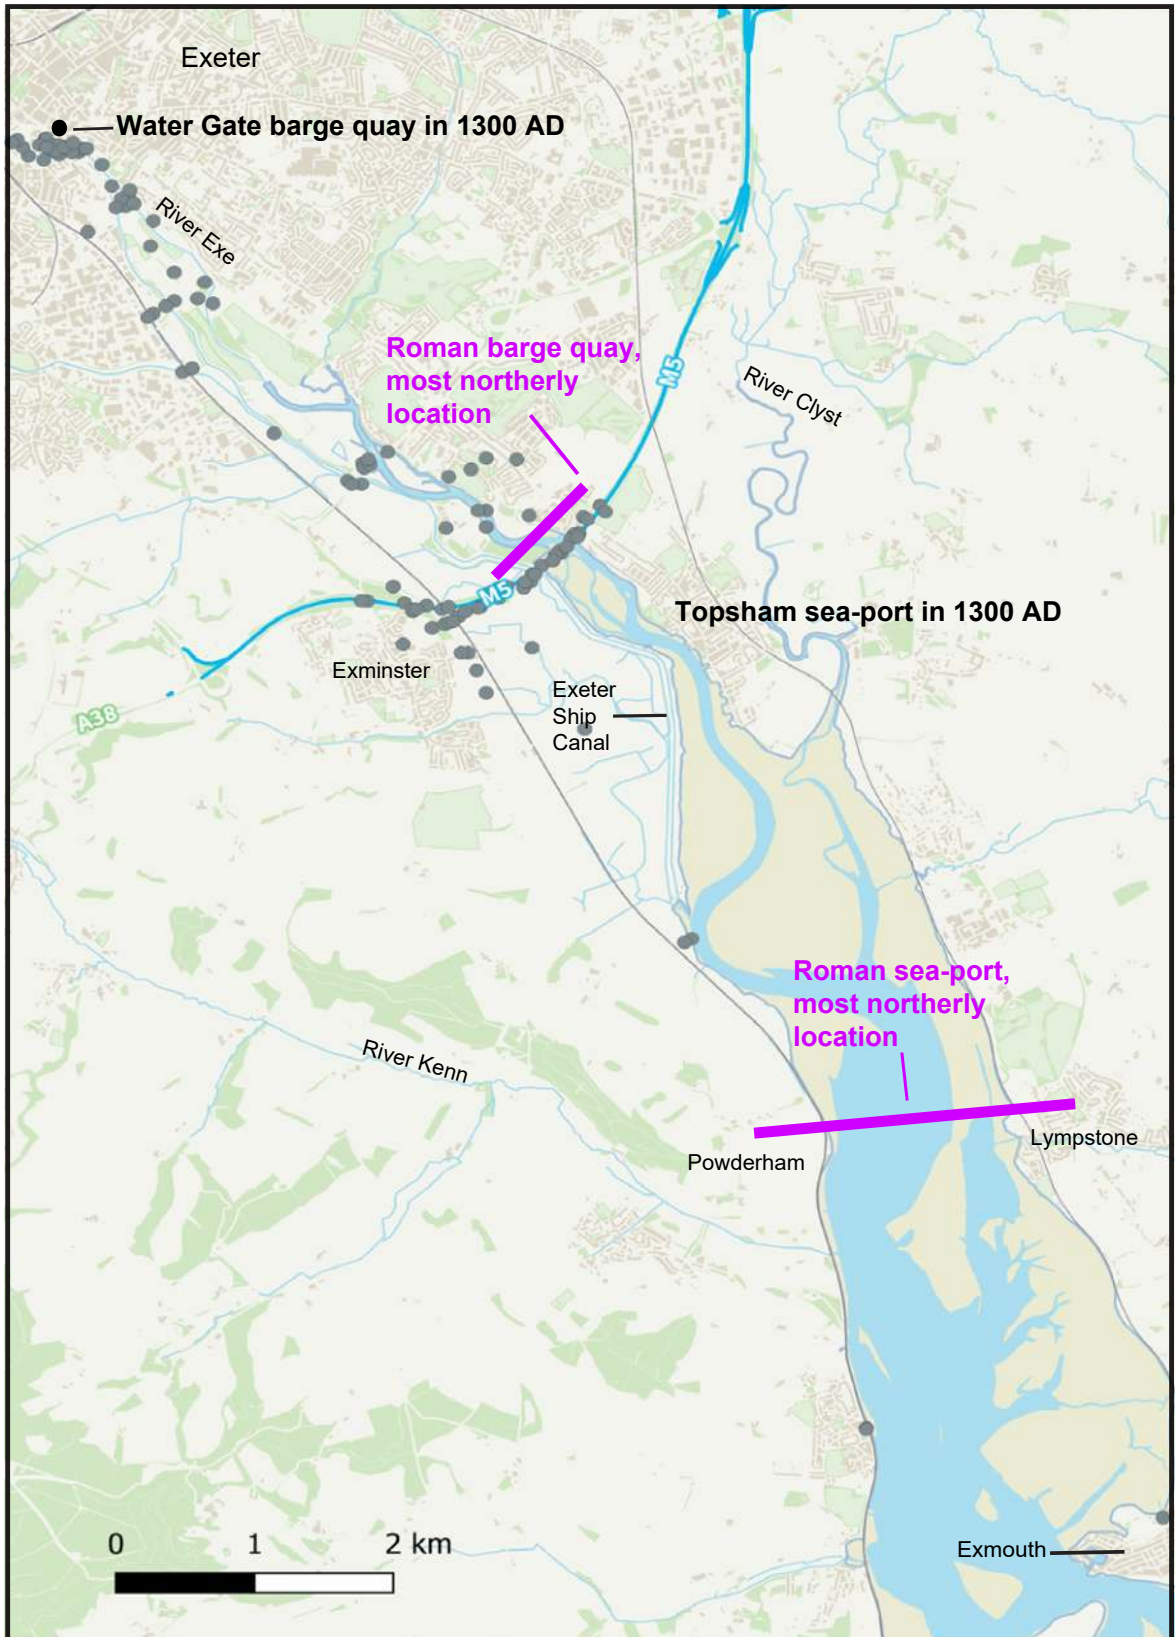 Exeter
Water Gate barge quay in 1300 AD
River Exe
Roman barge quay,
most northerly
location
M5
River Clyst
M5
Topsham sea-port in 1300 AD
Exminster
Exeter
Ship
Canal
A38
Roman sea-port,
most northerly
location
River Kenn
Lympstone
Powderham
0 1 2 km
Exmouth